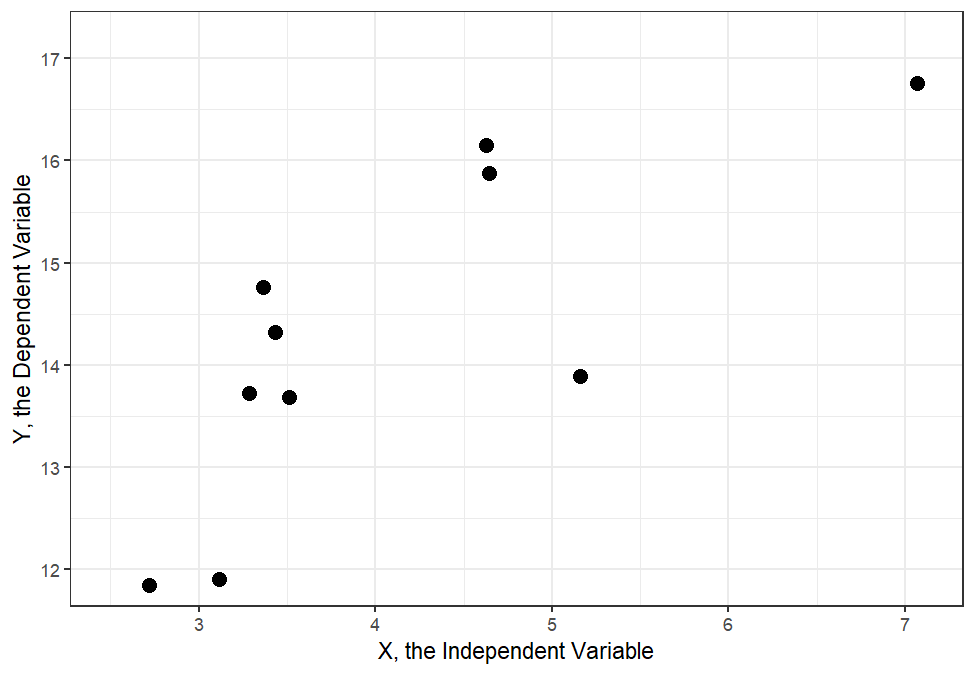 17
16
15
14
13
12
Y, the Dependent Variable
3 4 5 6 7
X, the Independent Variable